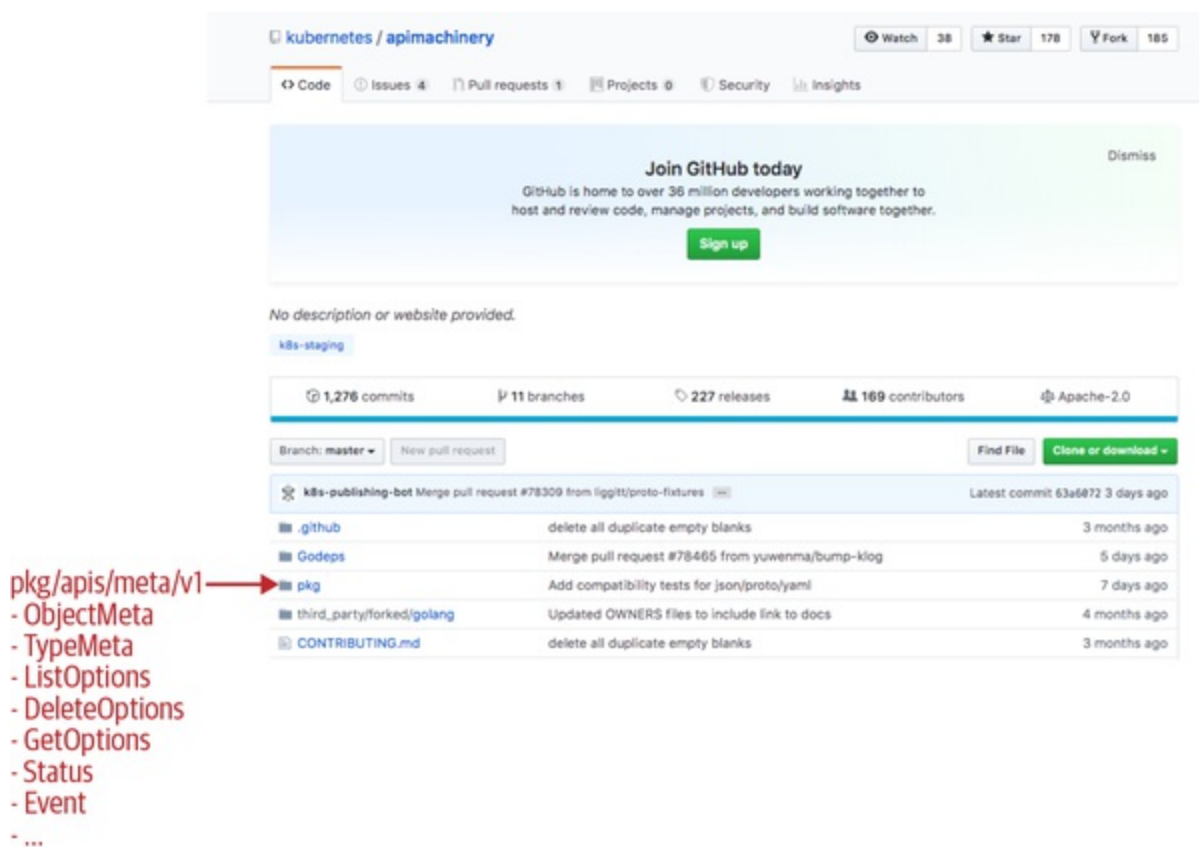 kubernetes / apimachinery
Watch 38 Star 178 Fork 185
Code Issues 4 Pull requests 1 Projects 0 Security Insights
Dismiss
Join GitHub today
GitHub is home to over 36 million developers working together to
host and review code, manage projects, and build software together.
Sign up
No description or website provided.
k8s-staging
1,276 commits 11 branches 227 releases 169 contributors Apache-2.0
Branch: master New pull request Find File Clone or download
k8s-publishing-bot Merge pull request #78309 from liggitt/proto-fixtures ... Latest commit 63a6072 3 days ago
.github delete all duplicate empty blanks 3 months ago
Godeps Merge pull request #78465 from yuwenma/bump-klog 5 days ago
pkg Add compatibility tests for json/proto/yaml 7 days ago
third_party/forked/golang Updated OWNERS files to include link to docs 4 months ago
CONTRIBUTING.md delete all duplicate empty blanks 3 months ago
pkg/apis/meta/v1
- ObjectMeta
- TypeMeta
- ListOptions
- DeleteOptions
- GetOptions
- Status
- Event
- ...